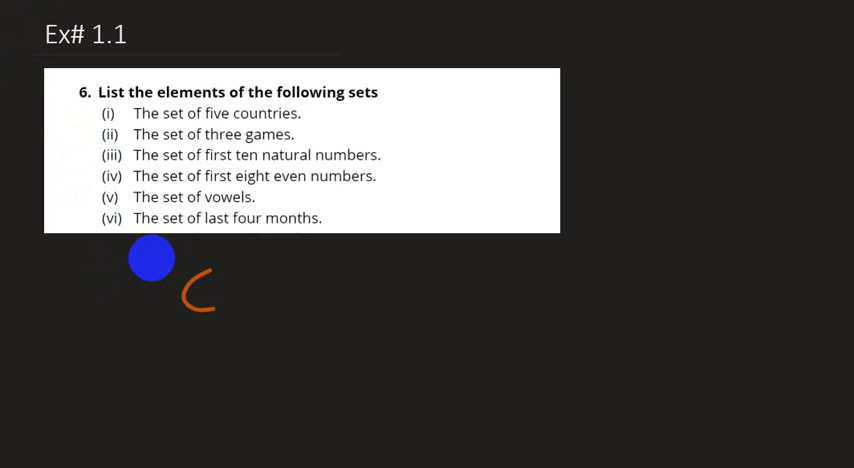 Ex# 1.1
6. List the elements of the following sets
(i) The set of five countries.
(ii) The set of three games.
(iii) The set of first ten natural numbers.
(iv) The set of first eight even numbers.
(v) The set of vowels.
(vi) The set of last four months.
C